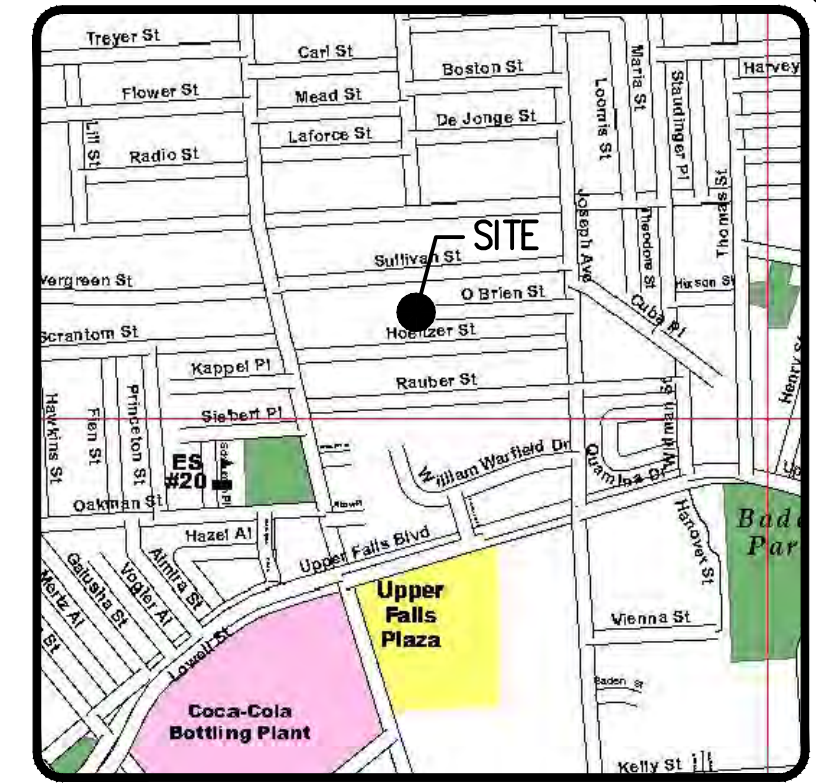 Treyer St
Carl St
Boston St
Harvey
Maria St
Loomis St
Staudinger Pl
Flower St
Mead St
De Jonge St
Laforce St
Lill St
Radio St
Thomas St
Joseph Ave
Theodore St
SITE
Sullivan St
vergreen St
O Brien St
Hixson St
Cuba Pl
Scrantom St
Hoeltzer St
Henry St
Kappel Pl
Rauber St
Hawkins St
Fien St
Princeton St
Siebert Pl
William Warfield Dr
Quamina Dr
ES
#20
Up
Oakman St
Hazel Al
Upper Falls Blvd
Hanover St
Bade
Par
Galusha St
Vogler Al
Almira St
Mertz Al
St
Upper
Falls
Plaza
Vienna St
Lowell St
Baden St
Coca-Cola
Bottling Plant
Kelly St